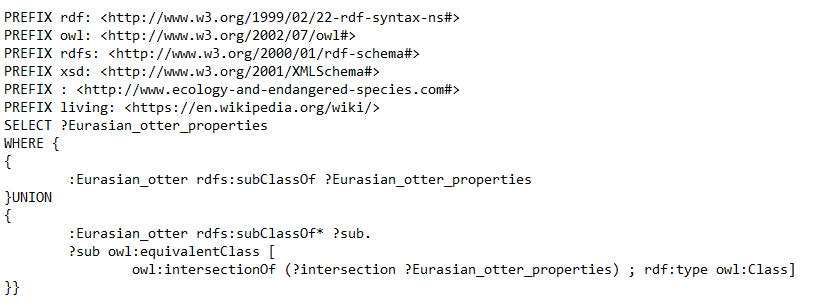 PREFIX rdf: <http://www.w3.org/1999/02/22-rdf-syntax-ns#>
PREFIX owl: <http://www.w3.org/2002/07/owl#>
PREFIX rdfs: <http://www.w3.org/2000/01/rdf-schema#>
PREFIX xsd: <http://www.w3.org/2001/XMLSchema#>
PREFIX : <http://www.ecology-and-endangered-species.com#>
PREFIX living: <https://en.wikipedia.org/wiki/>
SELECT ?Eurasian_otter_properties
WHERE {
{
:Eurasian_otter rdfs:subClassOf ?Eurasian_otter_properties
}UNION
{
:Eurasian_otter rdfs:subClassOf* ?sub.
?sub owl:equivalentClass [
owl:intersectionOf (?intersection ?Eurasian_otter_properties) ; rdf:type owl:Class]
}}